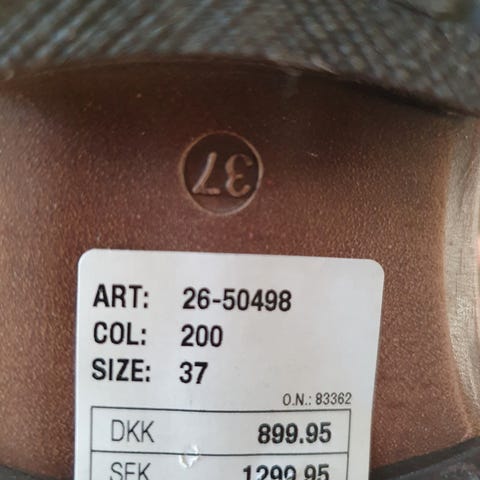 37
ART: 26-50498
COL: 200
SIZE: 37
O.N.: 83362
DKK 899.95
SEK 1299.95